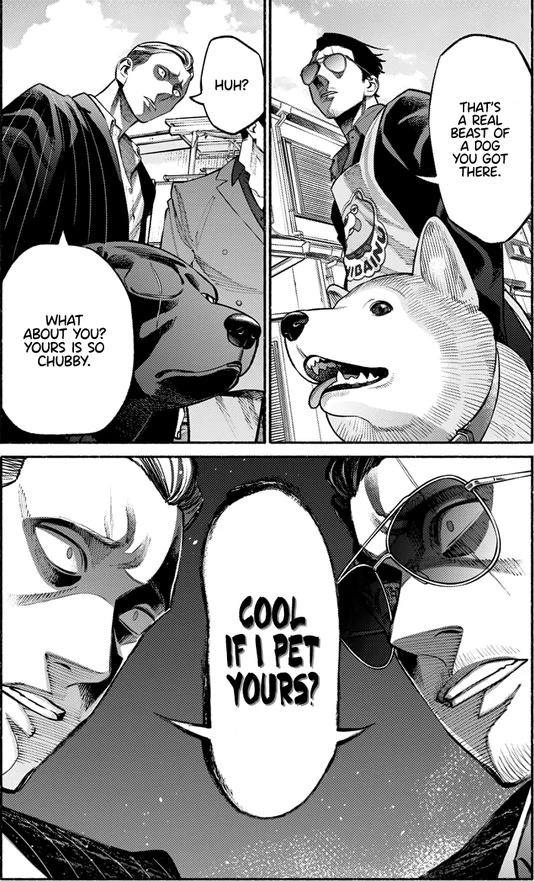 THAT'S
A REAL
BEAST OF
A DOG
YOU GOT
THERE.
HIBAINU
HUH?
WHAT
ABOUT YOU?
YOURS IS SO
CHUBBY.
COOL
IF I PET
YOURS?